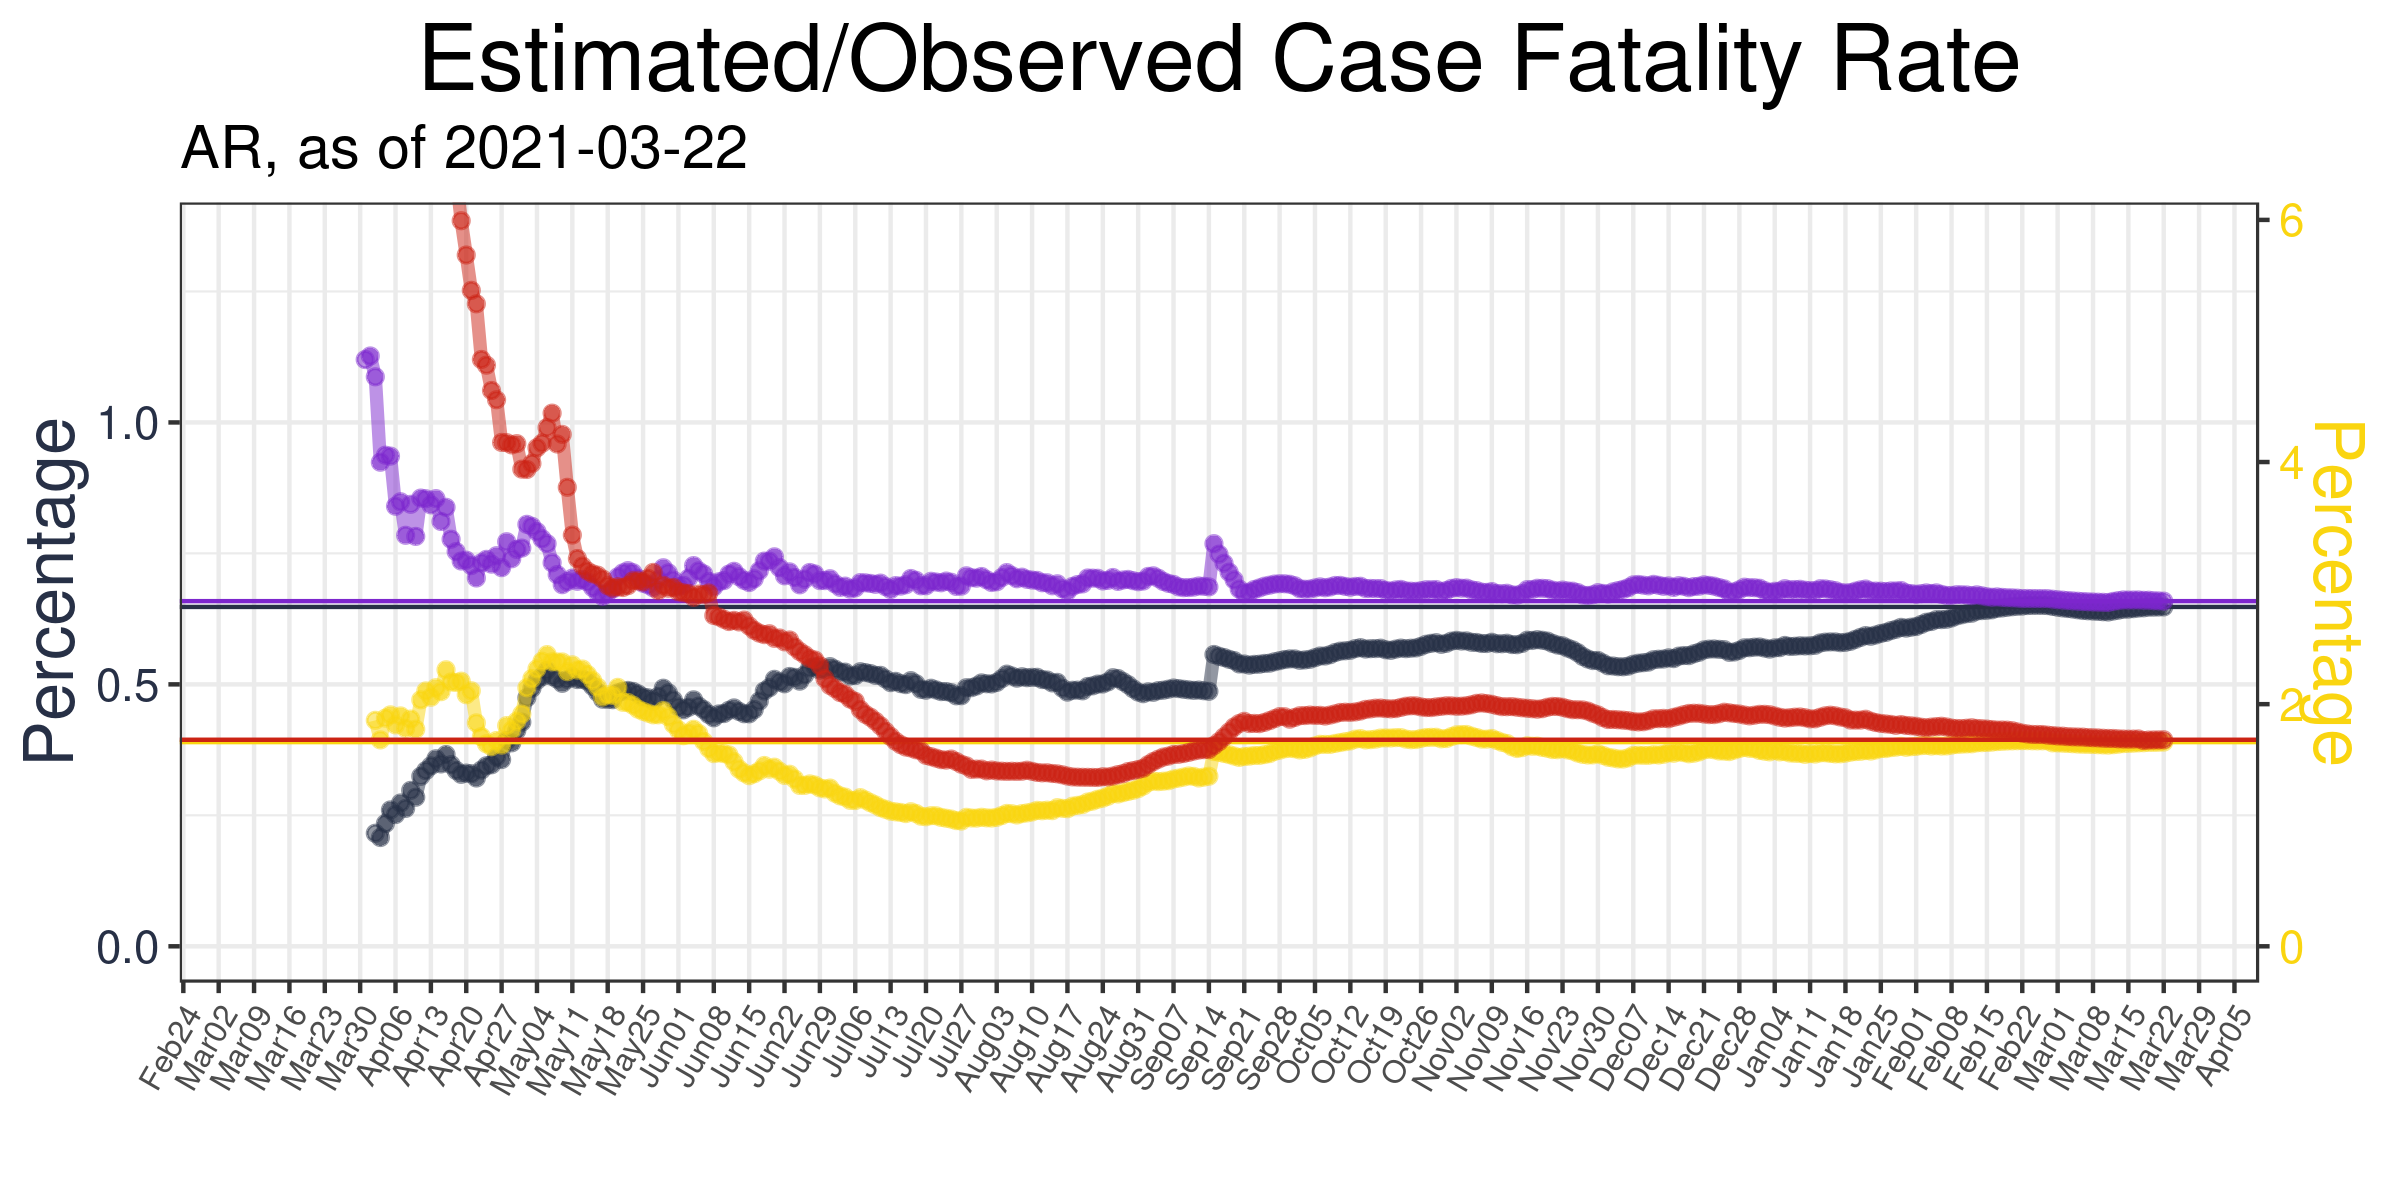 Estimated/Observed Case Fatality Rate
AR, as of 2021-03-22
Percentage
1.0
0.5
0.0
6
4
2
0
Percentage
Feb24 Mar02 Mar09 Mar16 Mar23 Mar30 Apr06 Apr13 Apr20 Apr27 May04 May11 May18 May25 Jun01 Jun08 Jun15 Jun22 Jun29 Jul06 Jul13 Jul20 Jul27 Aug03 Aug10 Aug17 Aug24 Aug31 Sep07 Sep14 Sep21 Sep28 Oct05 Oct12 Oct19 Oct26 Nov02 Nov09 Nov16 Nov23 Nov30 Dec07 Dec14 Dec21 Dec28 Jan04 Jan11 Jan18 Jan25 Feb01 Feb08 Feb15 Feb22 Mar01 Mar08 Mar15 Mar22 Mar29 Apr05